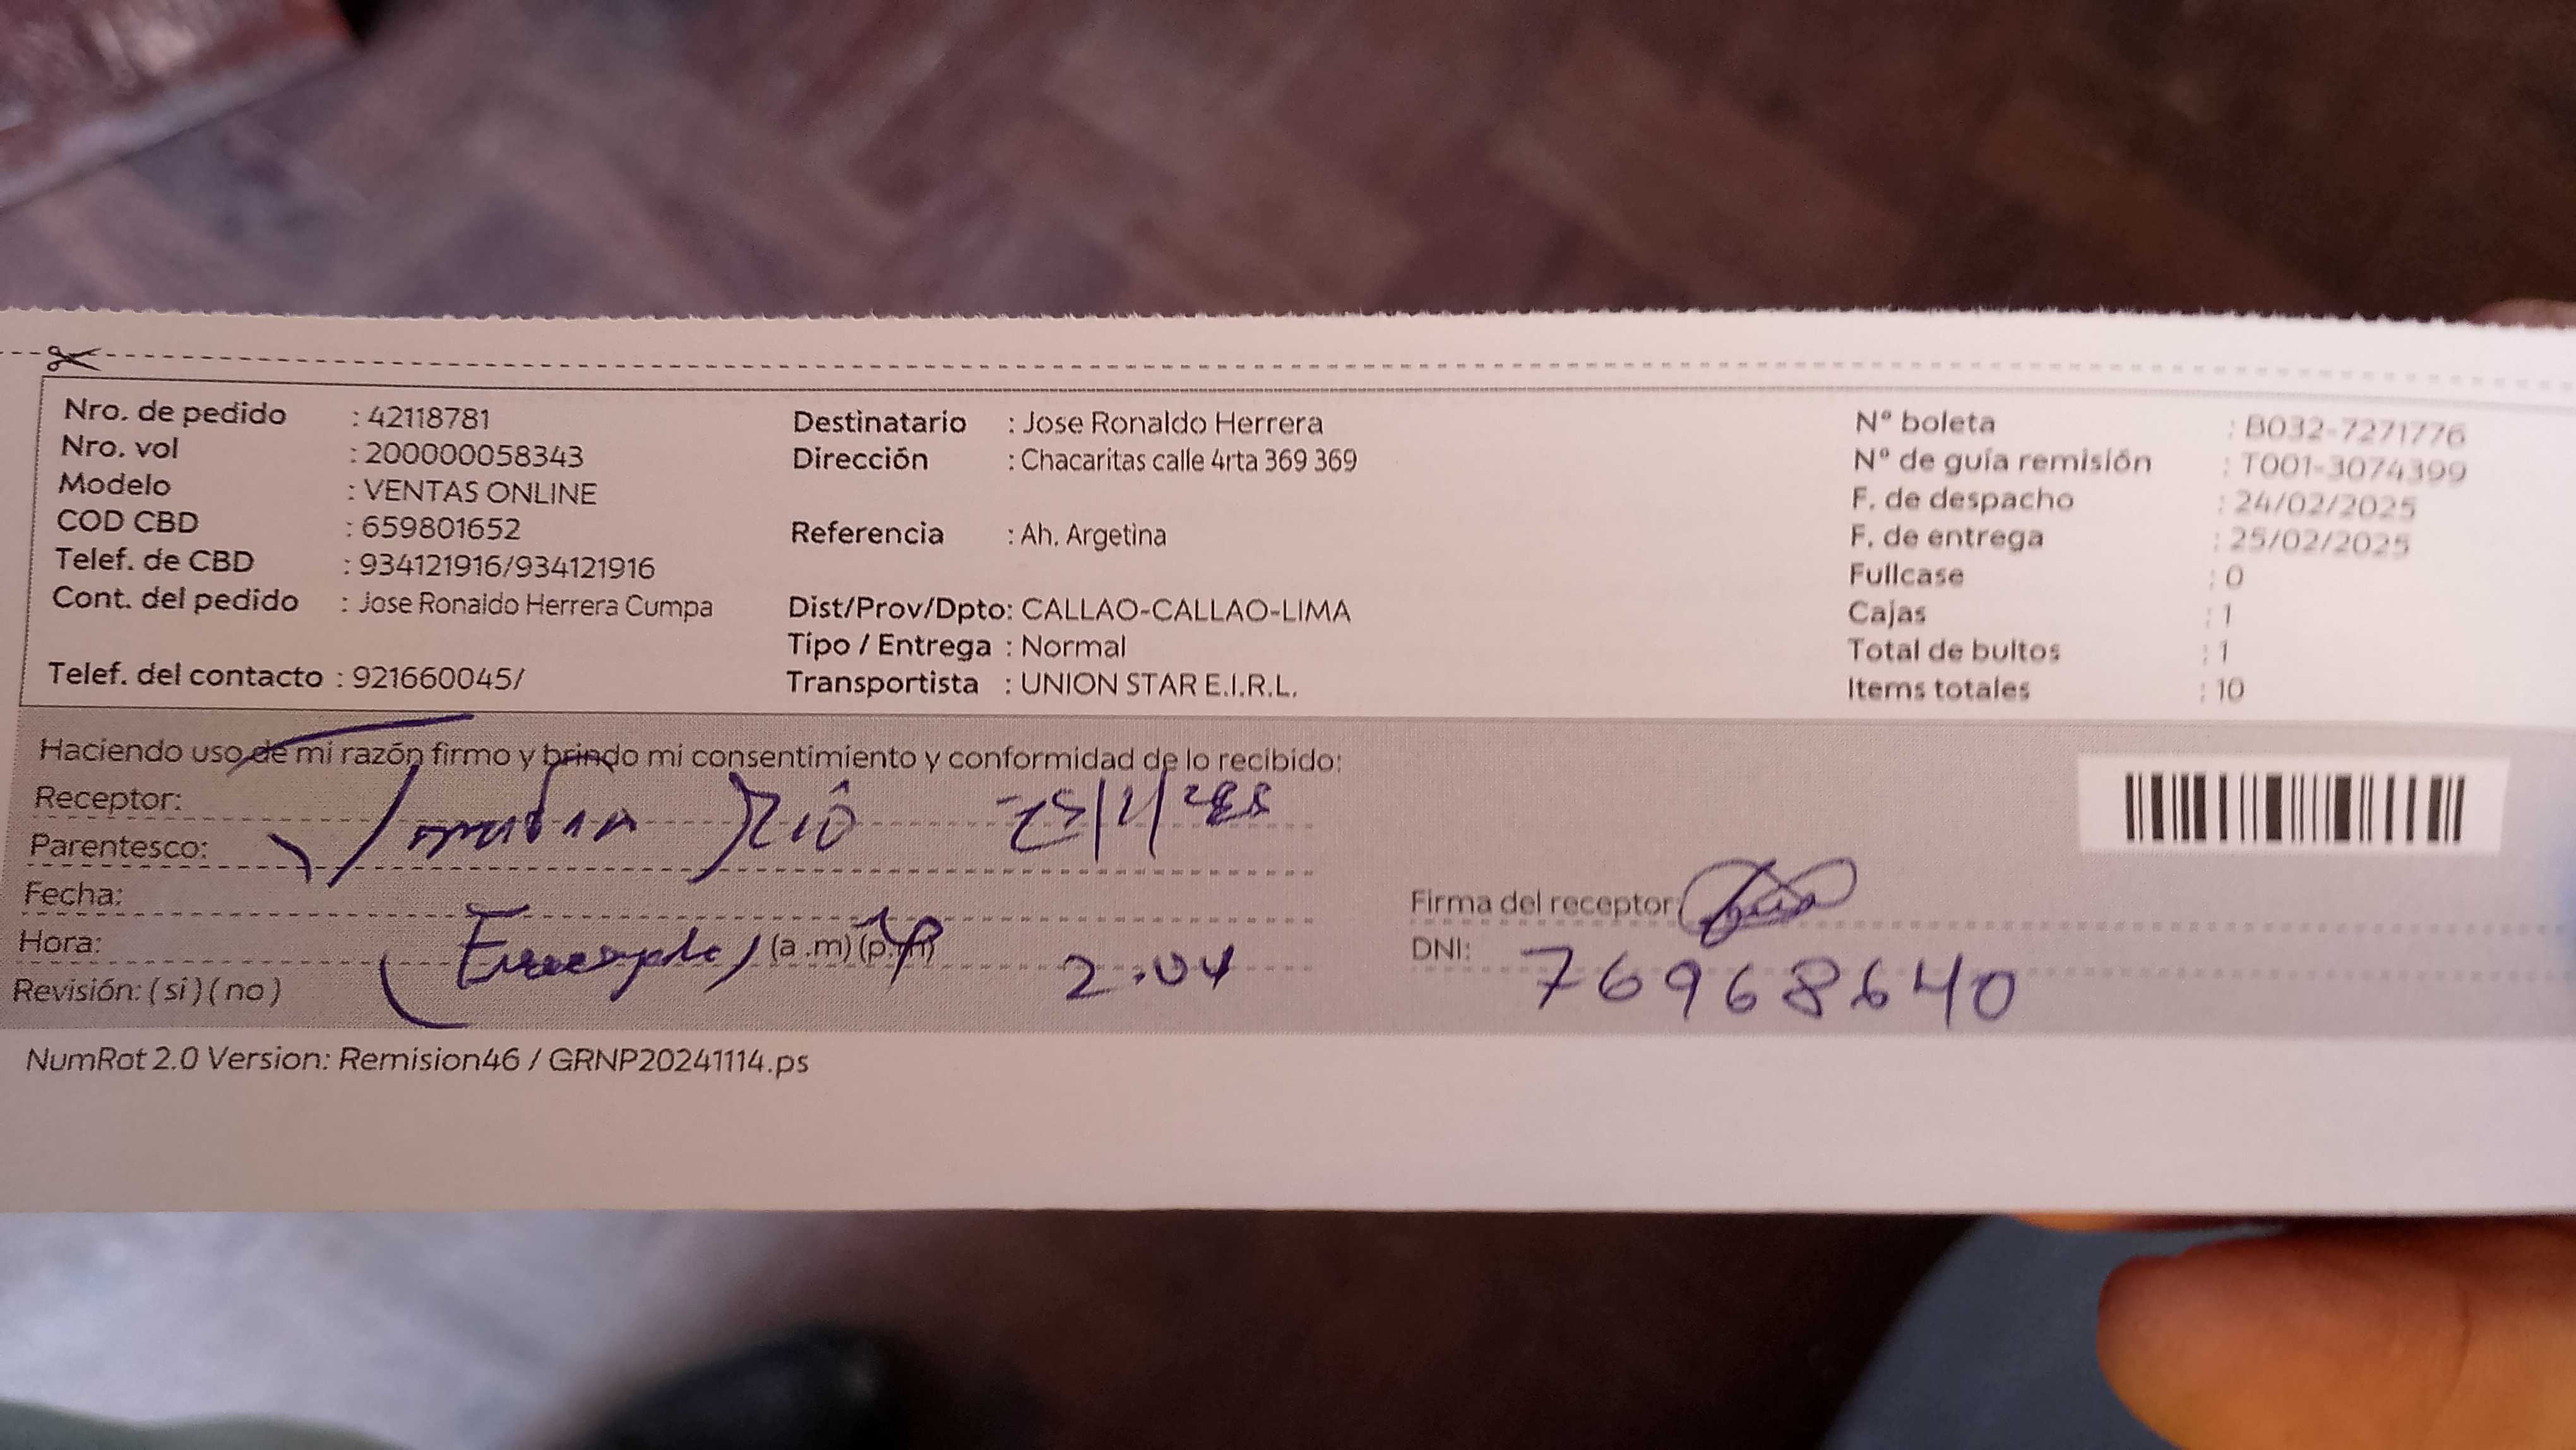 Nro. de pedido : 42118781
Nro. vol : 200000058343
Modelo : VENTAS ONLINE
COD CBD : 659801652
Telef. de CBD : 934121916/934121916
Cont. del pedido : Jose Ronaldo Herrera Cumpa
Telef. del contacto : 921660045/
Destinatario : Jose Ronaldo Herrera
Dirección : Chacaritas calle 4rta 369 369
Referencia : Ah. Argetina
Dist/Prov/Dpto: CALLAO-CALLAO-LIMA
Tipo / Entrega : Normal
Transportista : UNION STAR E.I.R.L.
N° boleta : B032-7271776
N° de guía remisión : T001-3074399
F. de despacho : 24/02/2025
F. de entrega : 25/02/2025
Fullcase : 0
Cajas : 1
Total de bultos : 1
Items totales : 10
Haciendo uso de mi razón firmo y brindo mi consentimiento y conformidad de lo recibido:
Receptor:
Parentesco:
Fecha:
Hora: (a .m) (p.m) 2.04
Revisión: ( si ) ( no )
Firma del receptor:
DNI: 76968640
NumRot 2.0 Version: Remision46 / GRNP20241114.ps